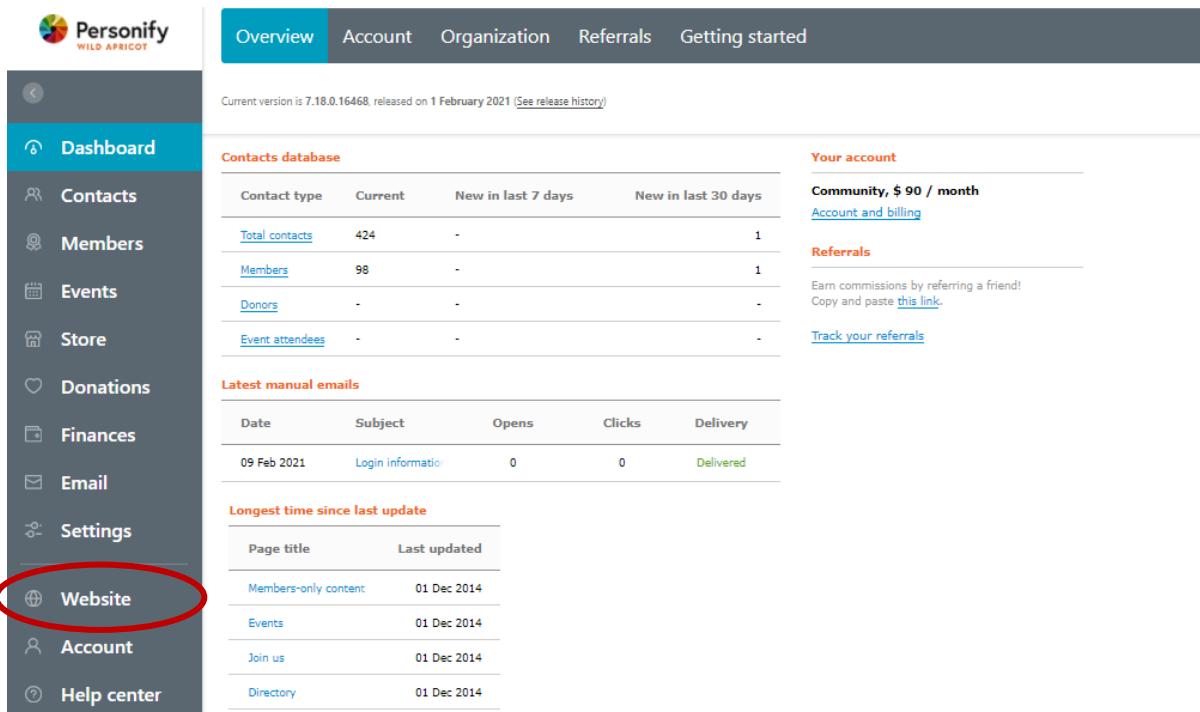 Personify
WILD APRICOT
Overview Account Organization Referrals Getting started
Current version is 7.18.0.16468, released on 1 February 2021 (See release history)
Dashboard
Contacts
Members
Events
Store
Donations
Finances
Email
Settings
Website
Account
Help center
Contacts database
Contact type Current New in last 7 days New in last 30 days
Total contacts 424 - 1
Members 98 - 1
Donors - - -
Event attendees - - -
Latest manual emails
Date Subject Opens Clicks Delivery
09 Feb 2021 Login informatio 0 0 Delivered
Longest time since last update
Page title Last updated
Members-only content 01 Dec 2014
Events 01 Dec 2014
Join us 01 Dec 2014
Directory 01 Dec 2014
Your account
Community, $ 90 / month
Account and billing
Referrals
Earn commissions by referring a friend!
Copy and paste this link.
Track your referrals